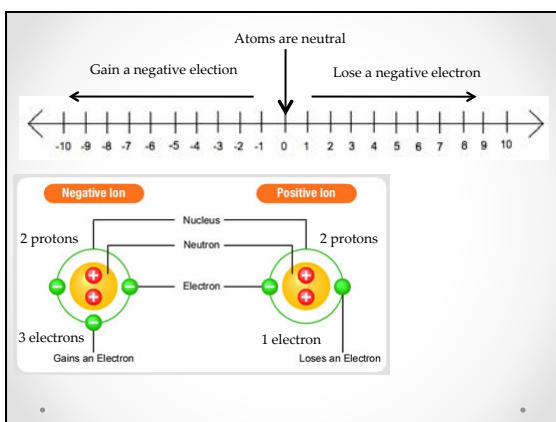 Atoms are neutral
Gain a negative election
Lose a negative electron
-10 -9 -8 -7 -6 -5 -4 -3 -2 -1 0 1 2 3 4 5 6 7 8 9 10
Negative Ion
Positive Ion
Nucleus
2 protons
2 protons
Neutron
+
+
+
+
Electron
3 electrons
1 electron
Gains an Electron
Loses an Electron